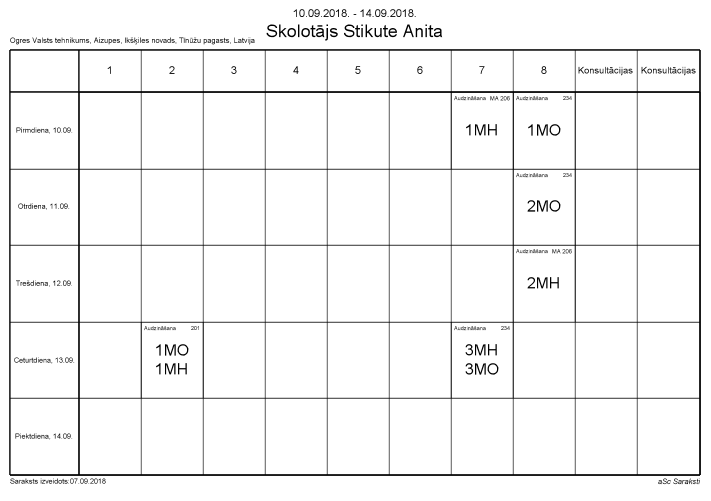 10.09.2018. - 14.09.2018.
Skolotājs Stikute Anita
Ogres Valsts tehnikums, Aizupes, Ikšķiles novads, Tīnūžu pagasts, Latvija
1 2 3 4 5 6 7 8 Konsultācijas Konsultācijas
Audzināšana MA 206 Audzināšana 234
Pirmdiena, 10.09. 1MH 1MO
Audzināšana 234
Otrdiena, 11.09. 2MO
Audzināšana MA 206
Trešdiena, 12.09. 2MH
Audzināšana 201 Audzināšana 234
1MO 3MH
Ceturtdiena, 13.09.
1MH 3MO
Piektdiena, 14.09.
Saraksts izveidots:07.09.2018 aSc Saraksti